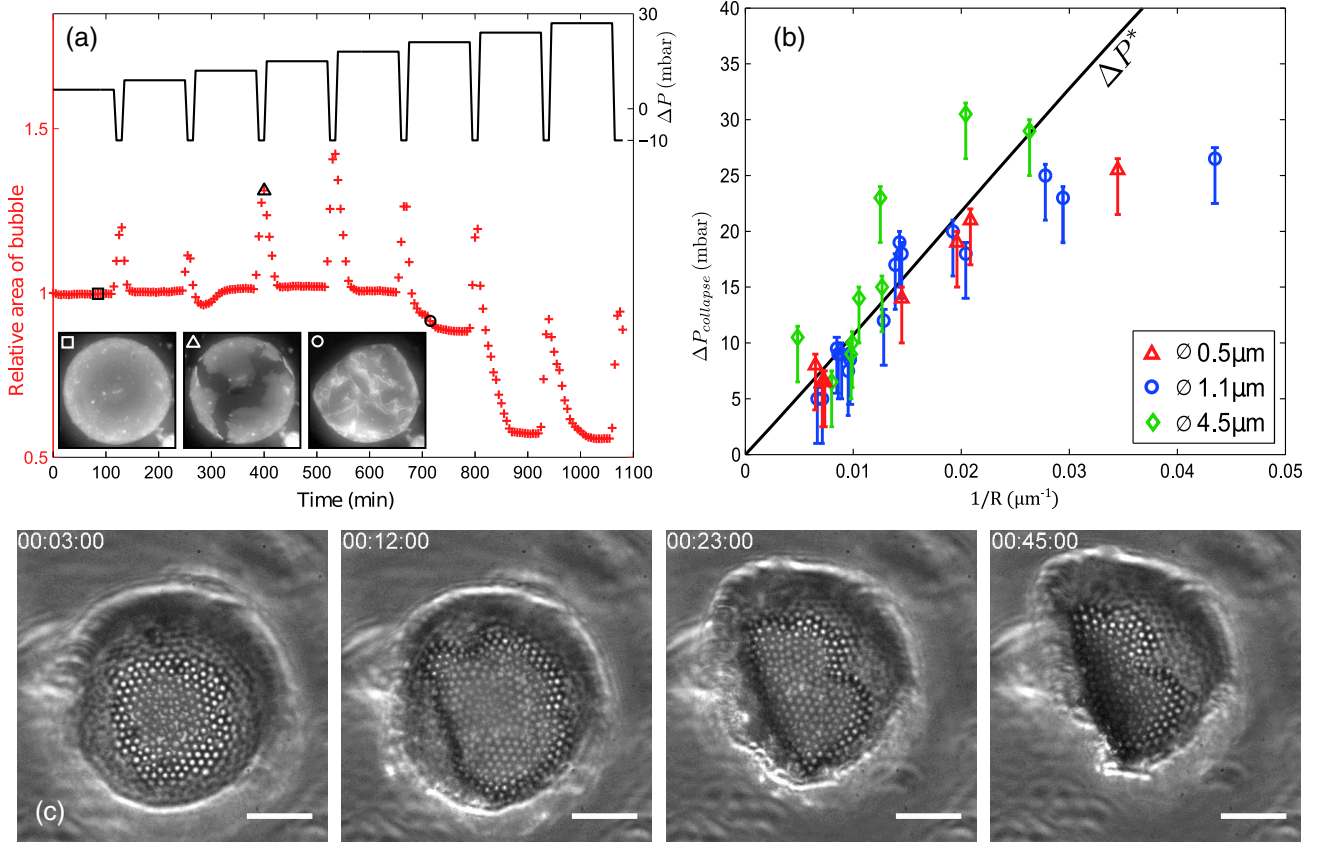 (a)
30
0
−10
ΔP (mbar)
1.5
1
0.5
Relative area of bubble
0 100 200 300 400 500 600 700 800 900 1000 1100
Time (min)
(b)
40
35
30
25
20
15
10
5
0
ΔP collapse (mbar)
ΔP*
∅ 0.5µm
∅ 1.1µm
∅ 4.5µm
0.01 0.02 0.03 0.04 0.05
1/R (µm⁻¹)
00:03:00 00:12:00 00:23:00 00:45:00
(c)